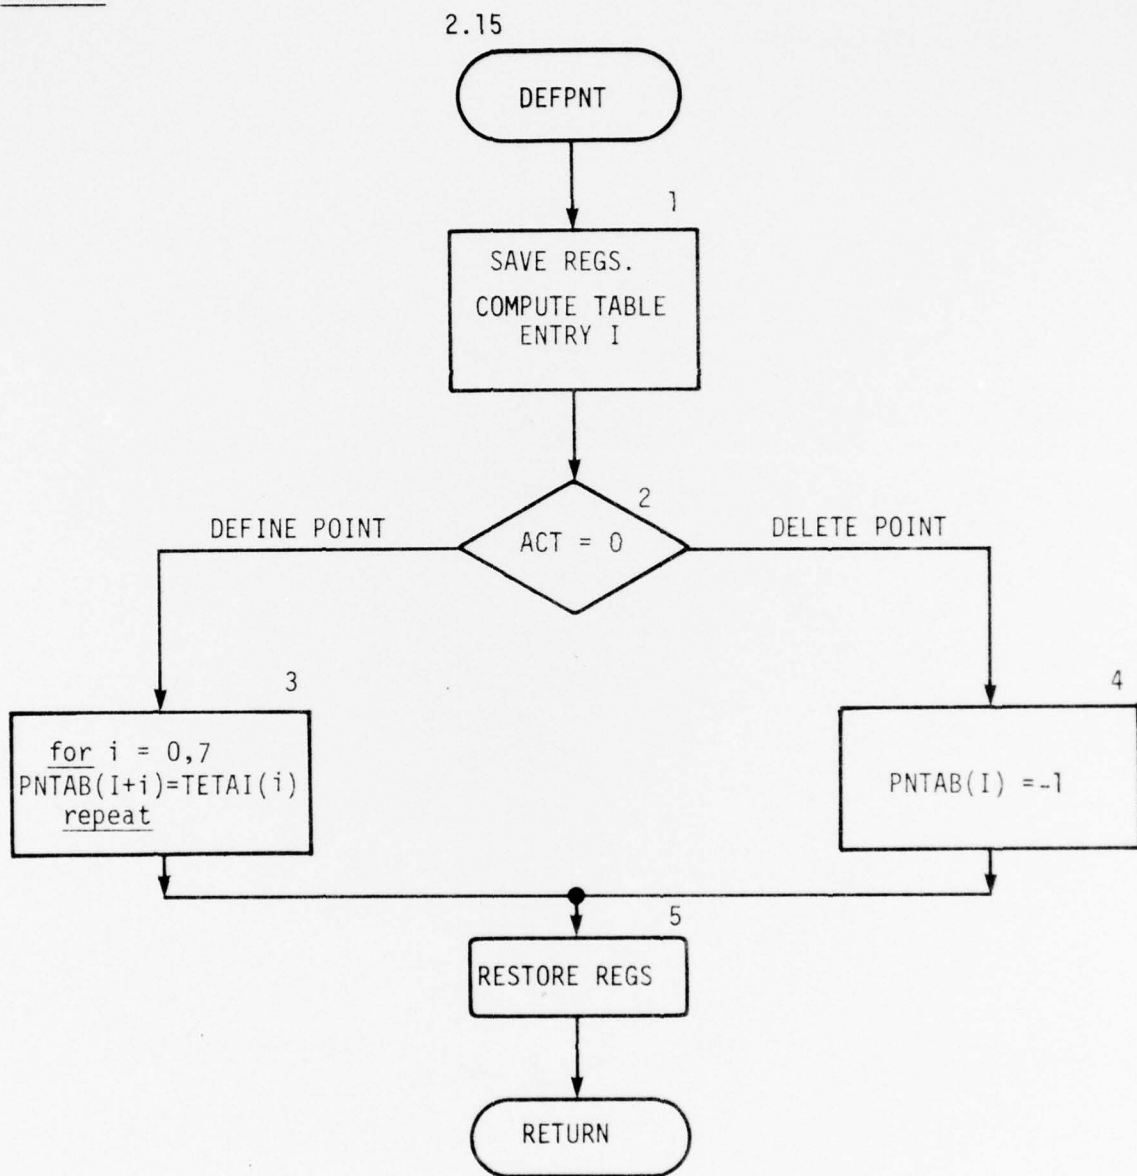 2.15
DEFPNT
1
SAVE REGS.
COMPUTE TABLE
ENTRY I
2
DEFINE POINT
ACT = 0
DELETE POINT
3
for i = 0,7
PNTAB(I+i)=TETAI(i)
repeat
4
PNTAB(I) =-1
5
RESTORE REGS
RETURN